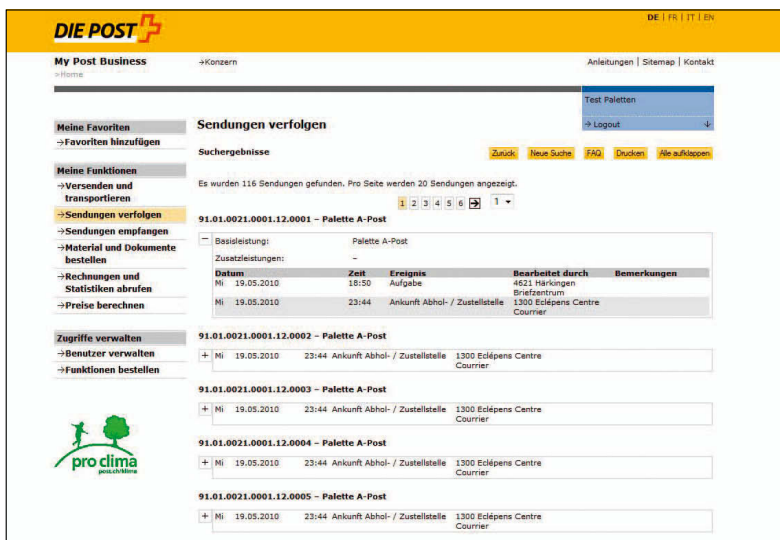 DIE POST
DE | FR | IT | EN
My Post Business
→Konzern
Anleitungen | Sitemap | Kontakt
>Home
Test Paletten
→ Logout
Meine Favoriten
→Favoriten hinzufügen
Meine Funktionen
→Versenden und
transportieren
→Sendungen verfolgen
→Sendungen empfangen
→Material und Dokumente
bestellen
→Rechnungen und
Statistiken abrufen
→Preise berechnen
Zugriffe verwalten
→Benutzer verwalten
→Funktionen bestellen
pro clima
post.ch/klima
Sendungen verfolgen
Suchergebnisse
Zurück Neue Suche FAQ Drucken Alle aufklappen
Es wurden 116 Sendungen gefunden. Pro Seite werden 20 Sendungen angezeigt.
1 2 3 4 5 6 → 1
91.01.0021.0001.12.0001 – Palette A-Post
− Basisleistung: Palette A-Post
Zusatzleistungen: –
Datum Zeit Ereignis Bearbeitet durch Bemerkungen
Mi 19.05.2010 18:50 Aufgabe 4621 Härkingen
Briefzentrum
Mi 19.05.2010 23:44 Ankunft Abhol- / Zustellstelle 1300 Eclépens Centre
Courrier
91.01.0021.0001.12.0002 – Palette A-Post
+ Mi 19.05.2010 23:44 Ankunft Abhol- / Zustellstelle 1300 Eclépens Centre
Courrier
91.01.0021.0001.12.0003 – Palette A-Post
+ Mi 19.05.2010 23:44 Ankunft Abhol- / Zustellstelle 1300 Eclépens Centre
Courrier
91.01.0021.0001.12.0004 – Palette A-Post
+ Mi 19.05.2010 23:44 Ankunft Abhol- / Zustellstelle 1300 Eclépens Centre
Courrier
91.01.0021.0001.12.0005 – Palette A-Post
+ Mi 19.05.2010 23:44 Ankunft Abhol- / Zustellstelle 1300 Eclépens Centre
Courrier